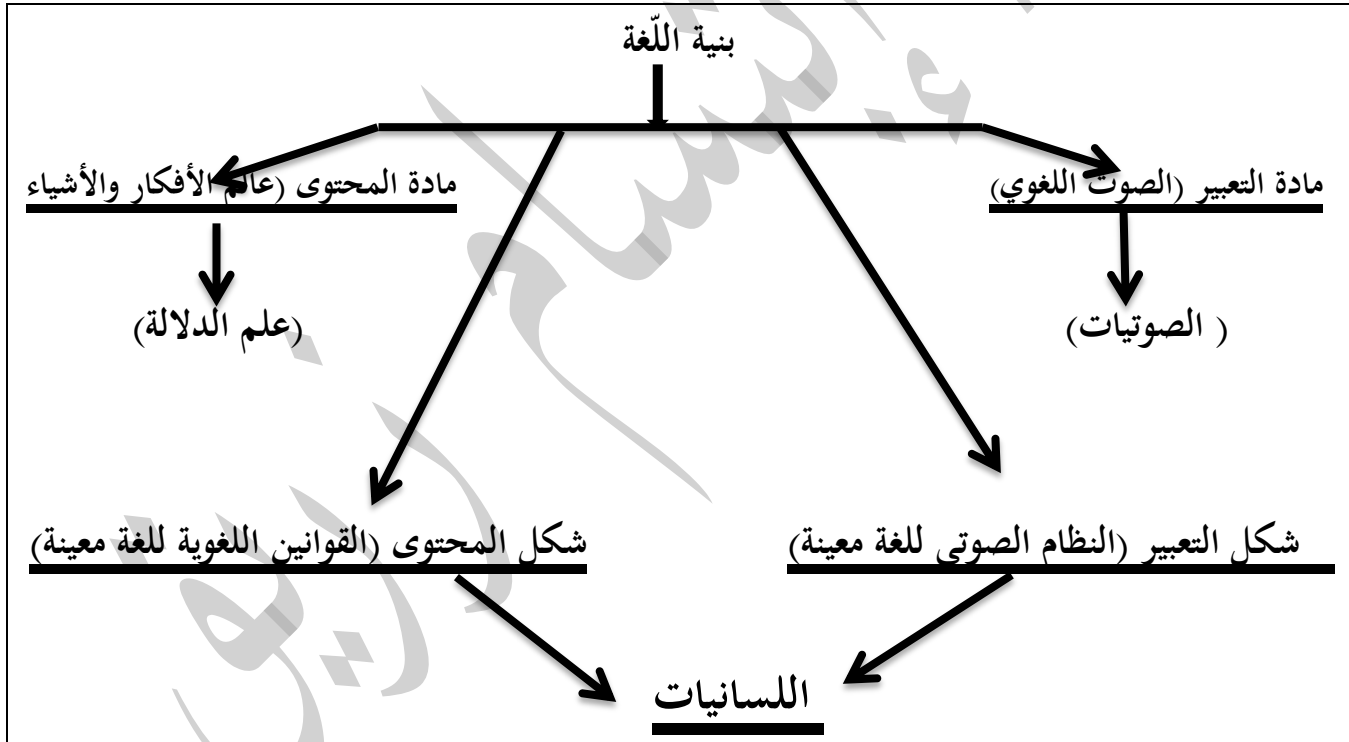 بنية اللّغة
مادة التعبير (الصوت اللغوي)
مادة المحتوى (عالم الأفكار والأشياء
( الصوتيات)
(علم الدلالة)
شكل التعبير (النظام الصوتي للغة معينة)
شكل المحتوى (القوانين اللغوية للغة معينة)
اللسانيات